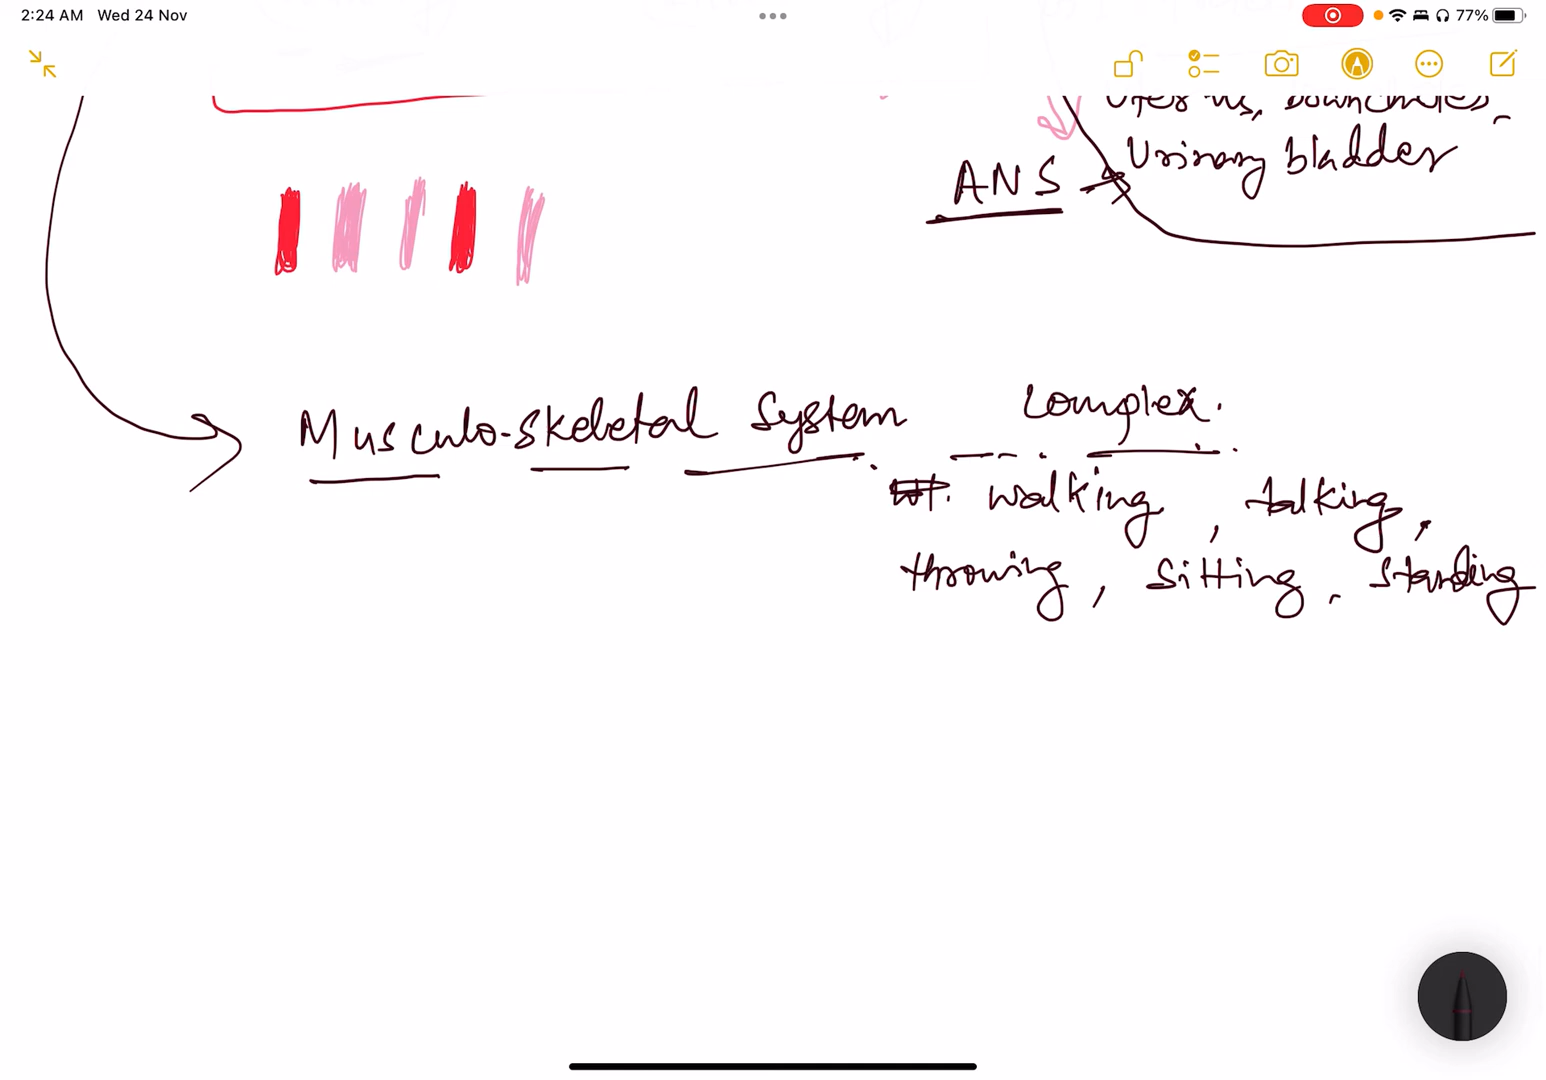 2:24 AM Wed 24 Nov
77%
Urinary bladder
ANS
Musculo-skeletal System complex.
walking, talking,
throwing, sitting, standing